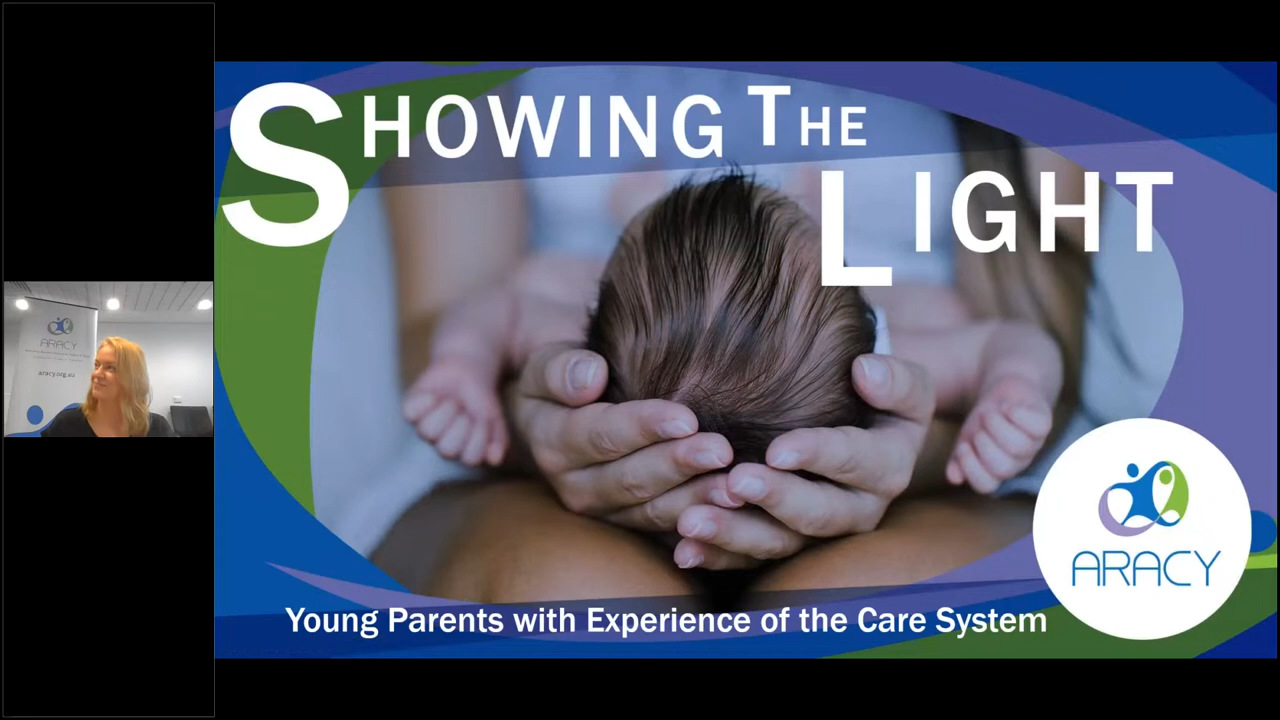 SHOWING THE
LIGHT
ARACY
Young Parents with Experience of the Care System
ARACY
aracy.org.au